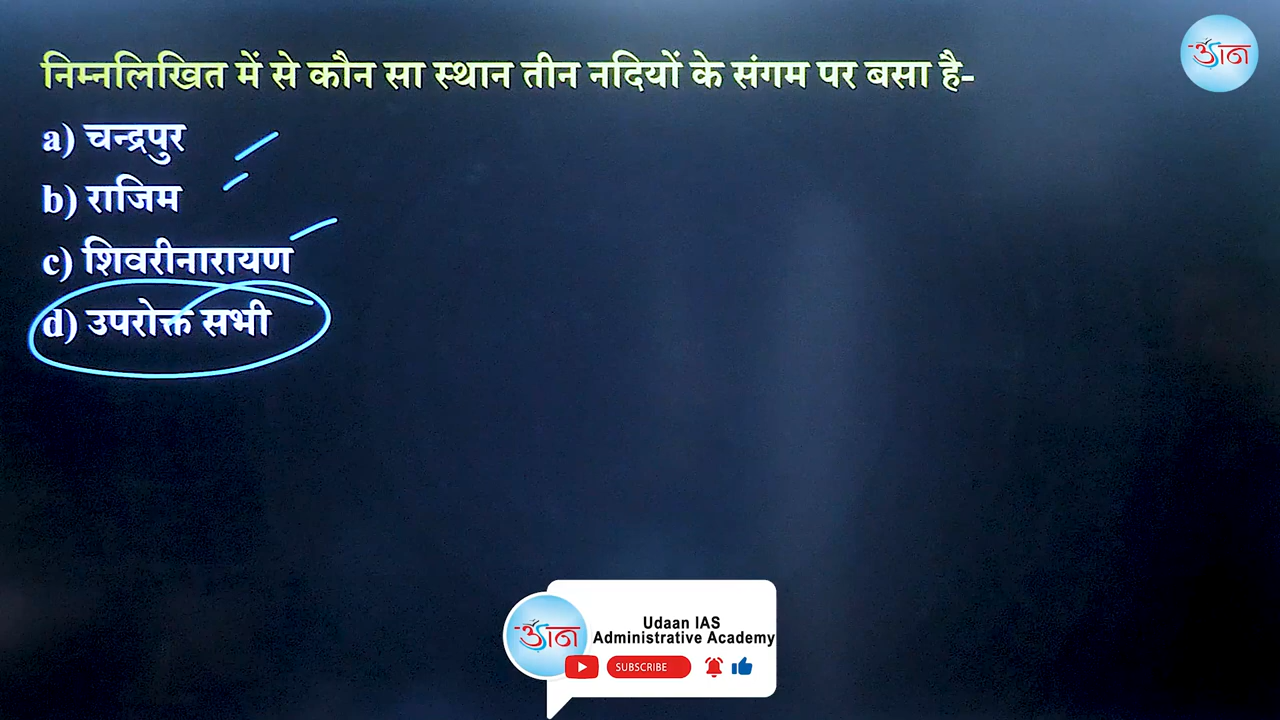 निम्नलिखित में से कौन सा स्थान तीन नदियों के संगम पर बसा है-
उड़ान
a) चन्द्रपुर
b) राजिम
c) शिवरीनारायण
d) उपरोक्त सभी
उड़ान
Udaan IAS
Administrative Academy
SUBSCRIBE